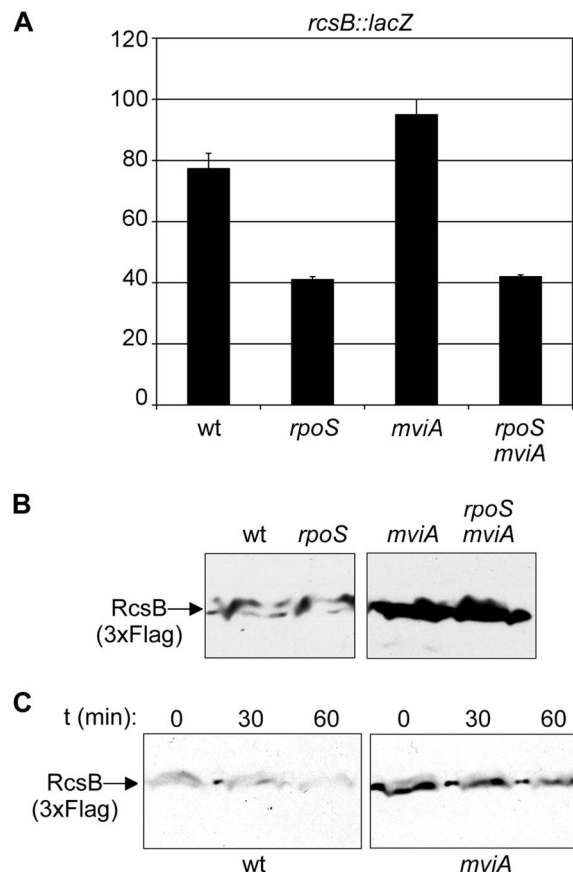 A
rcsB::lacZ
120
100
80
60
40
20
0
wt rpoS mviA rpoS
mviA
B
wt rpoS mviA rpoS
mviA
RcsB
(3xFlag)
C
t (min): 0 30 60 0 30 60
RcsB
(3xFlag)
wt mviA